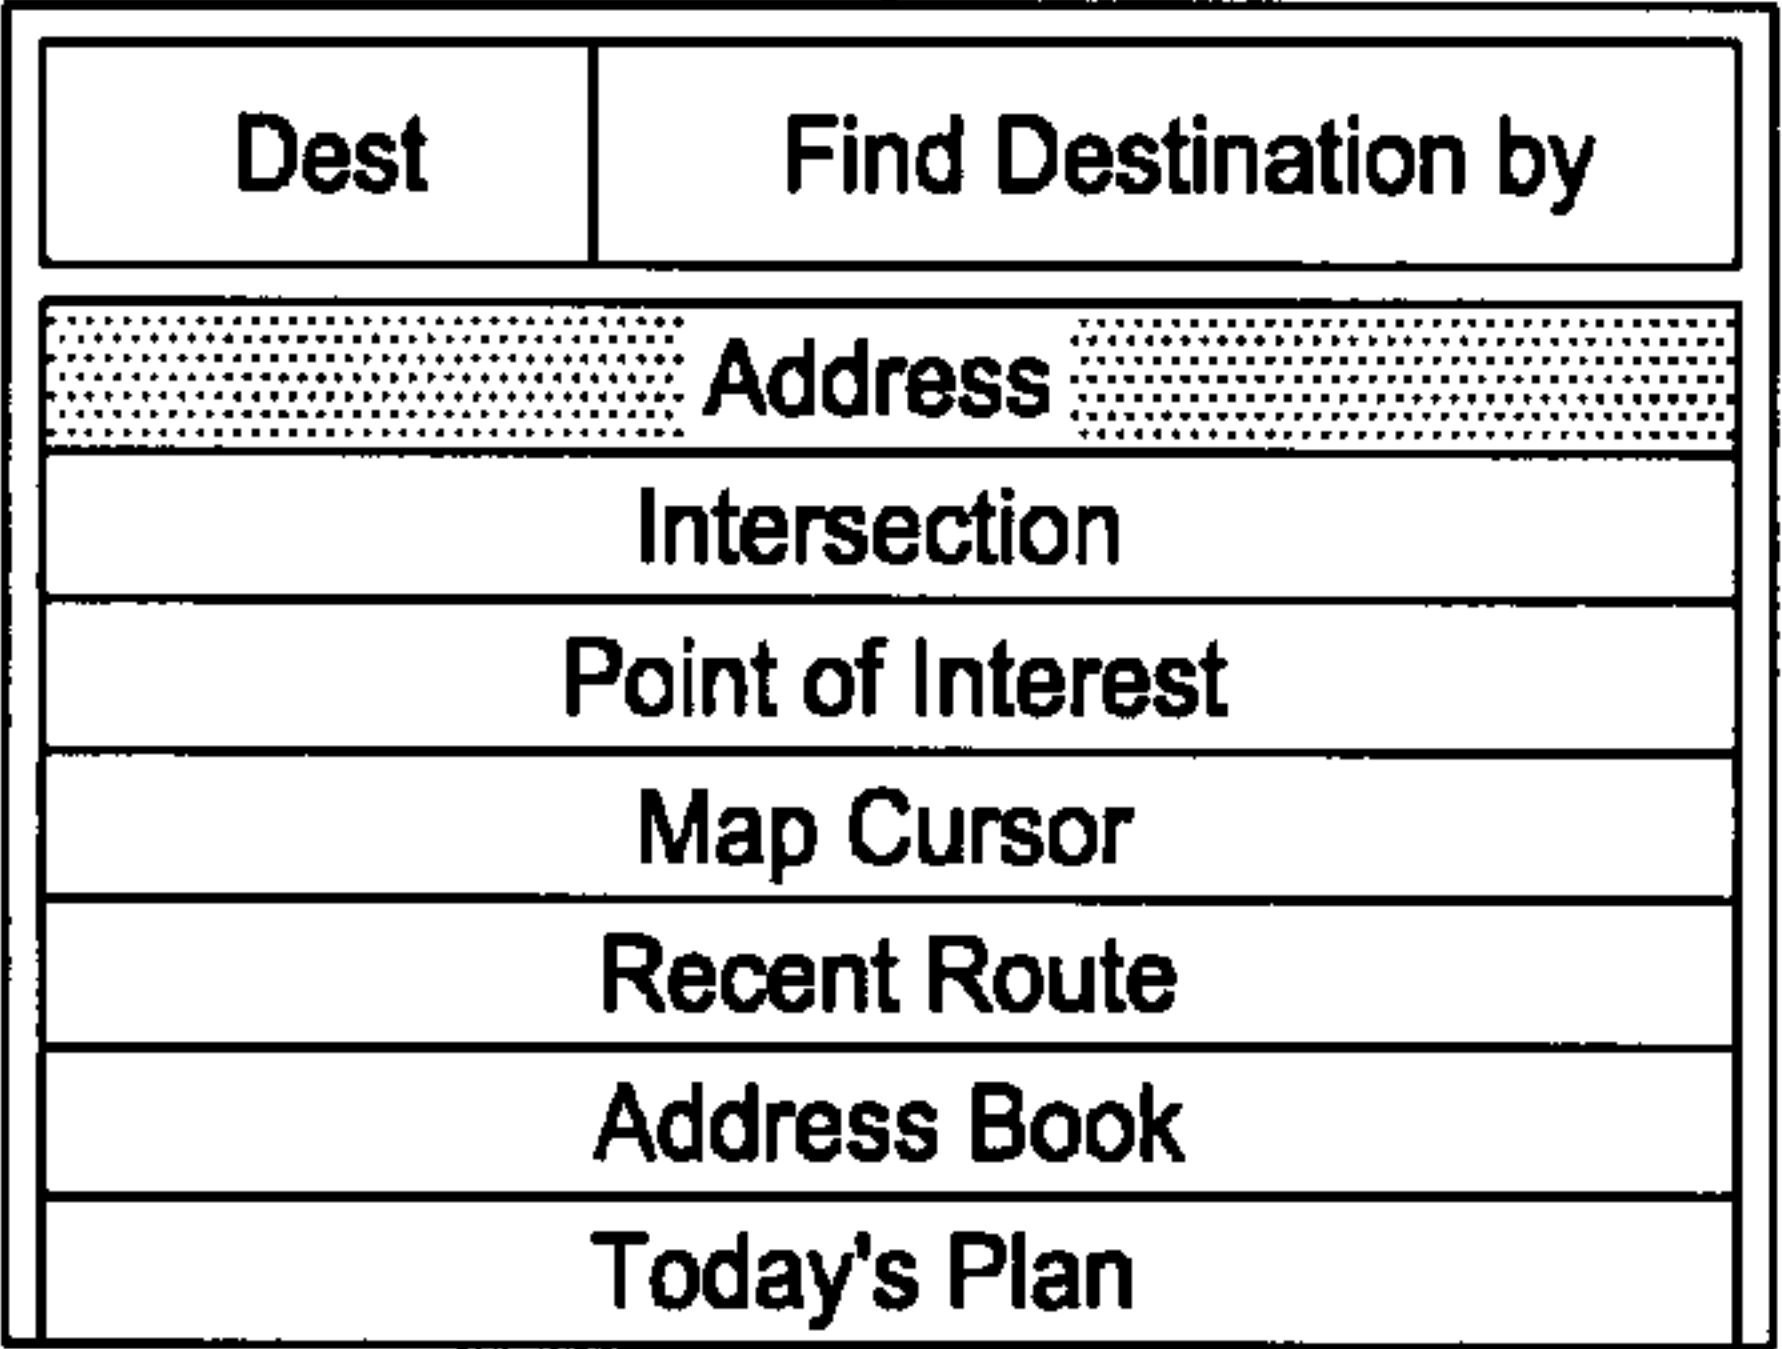 Dest
Find Destination by
Address
Intersection
Point of Interest
Map Cursor
Recent Route
Address Book
Today's Plan